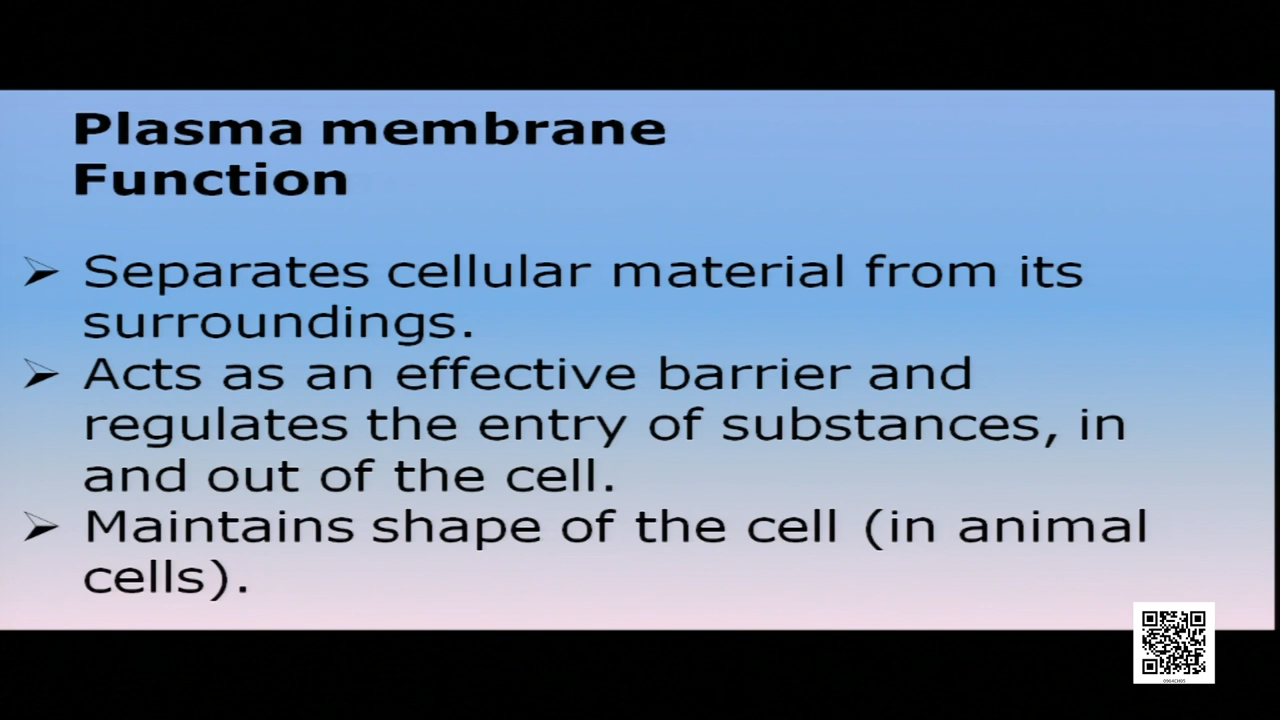 Plasma membrane
Function
➢ Separates cellular material from its
surroundings.
➢ Acts as an effective barrier and
regulates the entry of substances, in
and out of the cell.
➢ Maintains shape of the cell (in animal
cells).